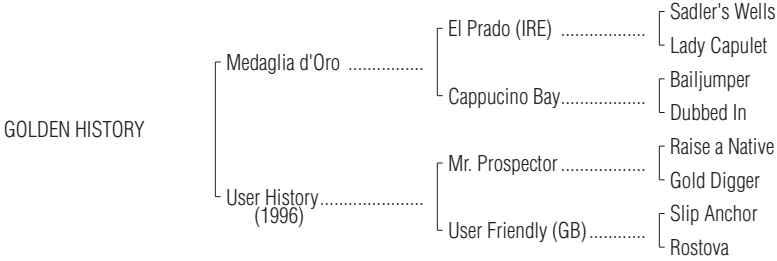 Sadler's Wells
El Prado (IRE) ..................
Lady Capulet
Medaglia d'Oro ................
Bailjumper
Cappucino Bay..................
Dubbed In
GOLDEN HISTORY
Raise a Native
Mr. Prospector ..................
Gold Digger
User History......................
(1996)
Slip Anchor
User Friendly (GB)............
Rostova